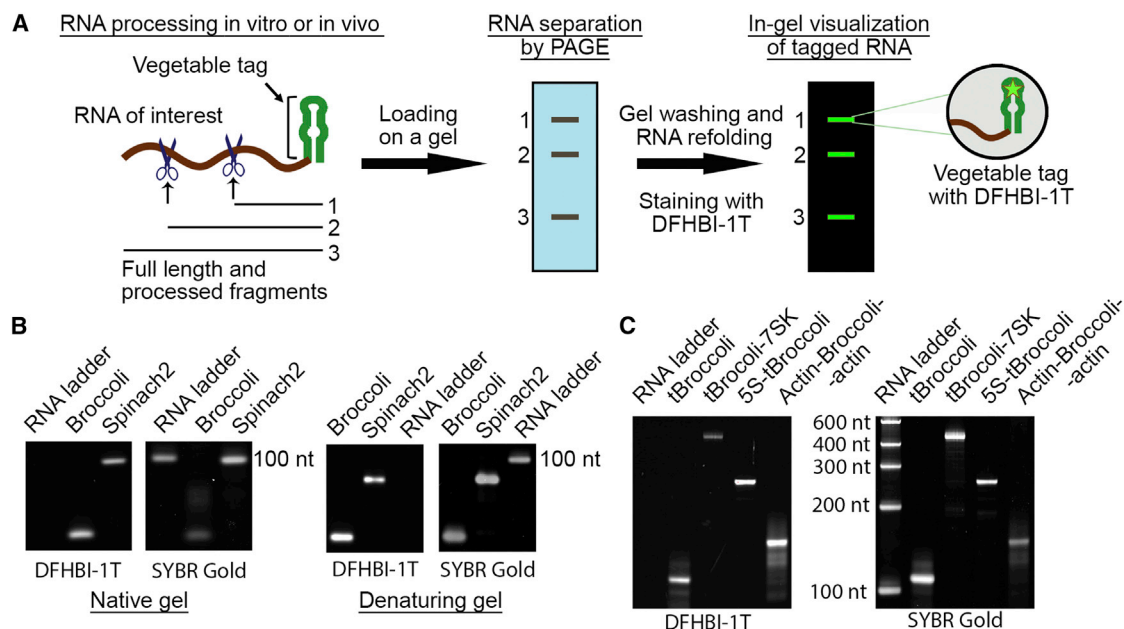 A
RNA processing in vitro or in vivo
Vegetable tag
RNA of interest
1
2
3
Full length and
processed fragments
Loading
on a gel
RNA separation
by PAGE
1
2
3
Gel washing and
RNA refolding
Staining with
DFHBI-1T
In-gel visualization
of tagged RNA
1
2
3
Vegetable tag
with DFHBI-1T
B
RNA ladder
Broccoli
Spinach2
RNA ladder
Broccoli
Spinach2
100 nt
DFHBI-1T
SYBR Gold
Native gel
Broccoli
Spinach2
RNA ladder
Broccoli
Spinach2
RNA ladder
100 nt
DFHBI-1T
SYBR Gold
Denaturing gel
C
RNA ladder
tBroccoli
tBrocoli-7SK
5S-tBroccoli
Actin-Broccoli-
-actin
DFHBI-1T
RNA ladder
tBroccoli
tBroccoli-7SK
5S-tBroccoli
Actin-Broccoli-
-actin
600 nt
400 nt
300 nt
200 nt
100 nt
SYBR Gold